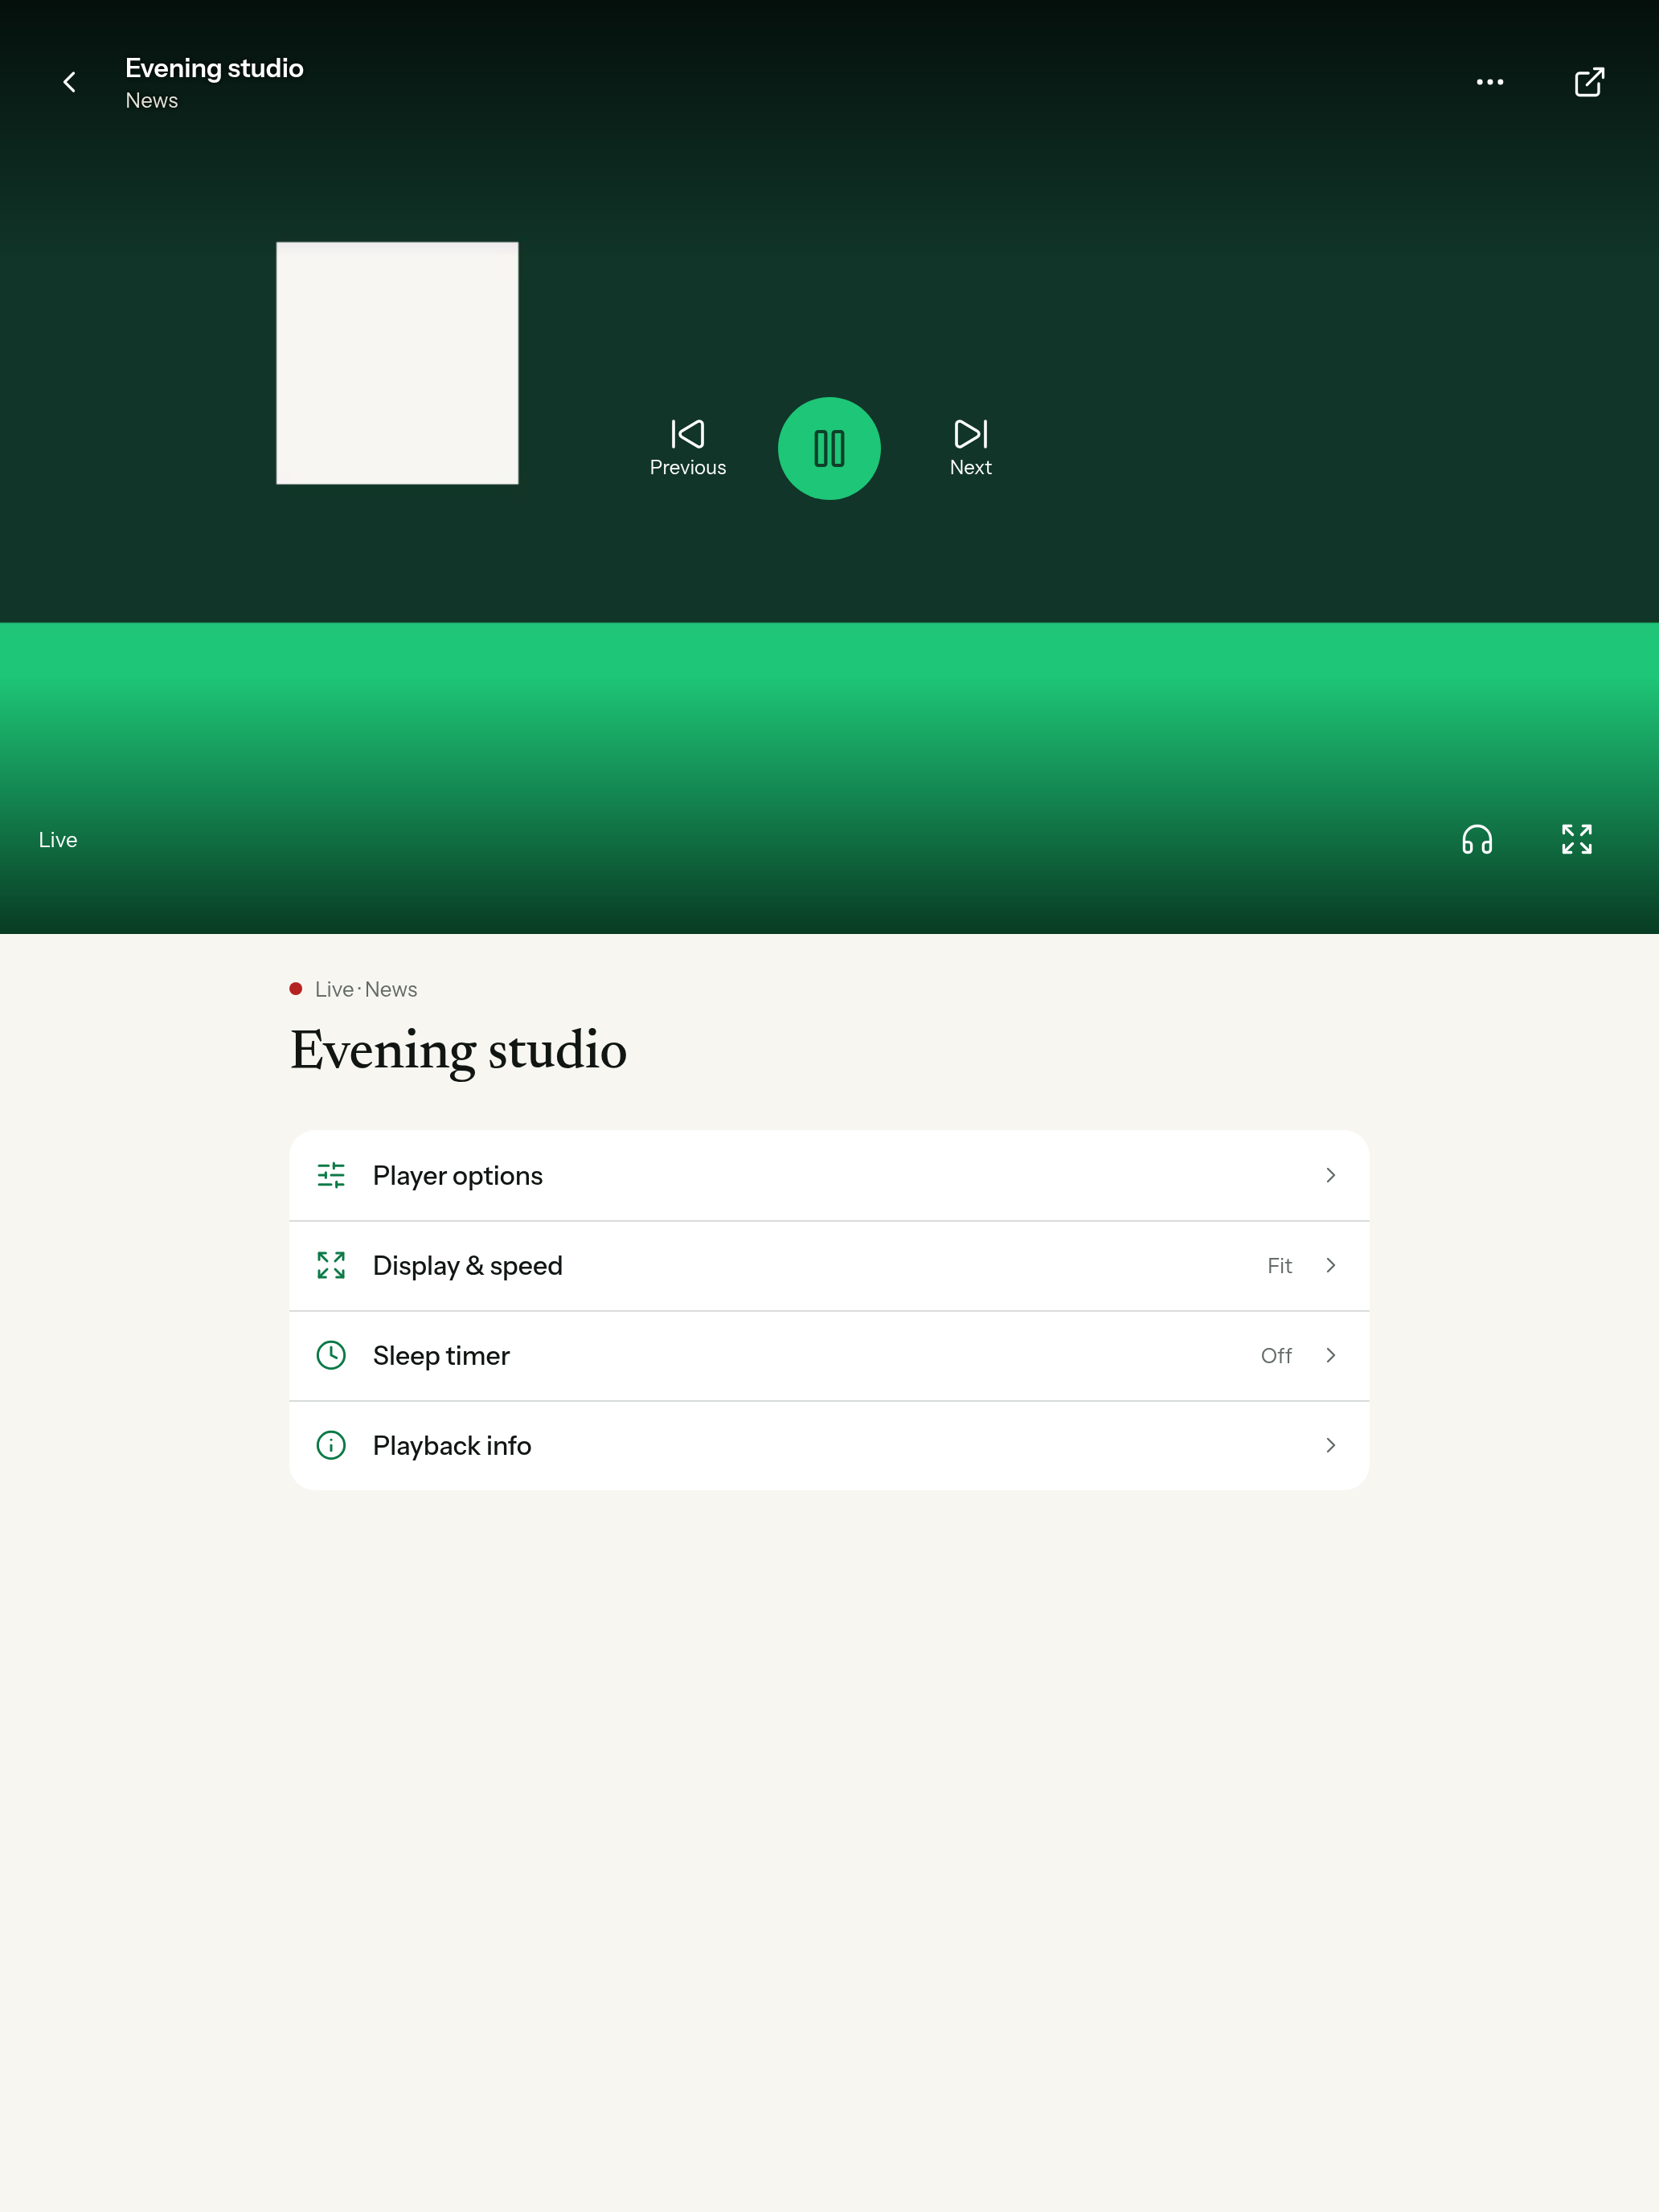 Evening studio
News
Previous
Next
Live
Live · News
Evening studio
Player options
Display & speed
Fit
Sleep timer
Off
Playback info